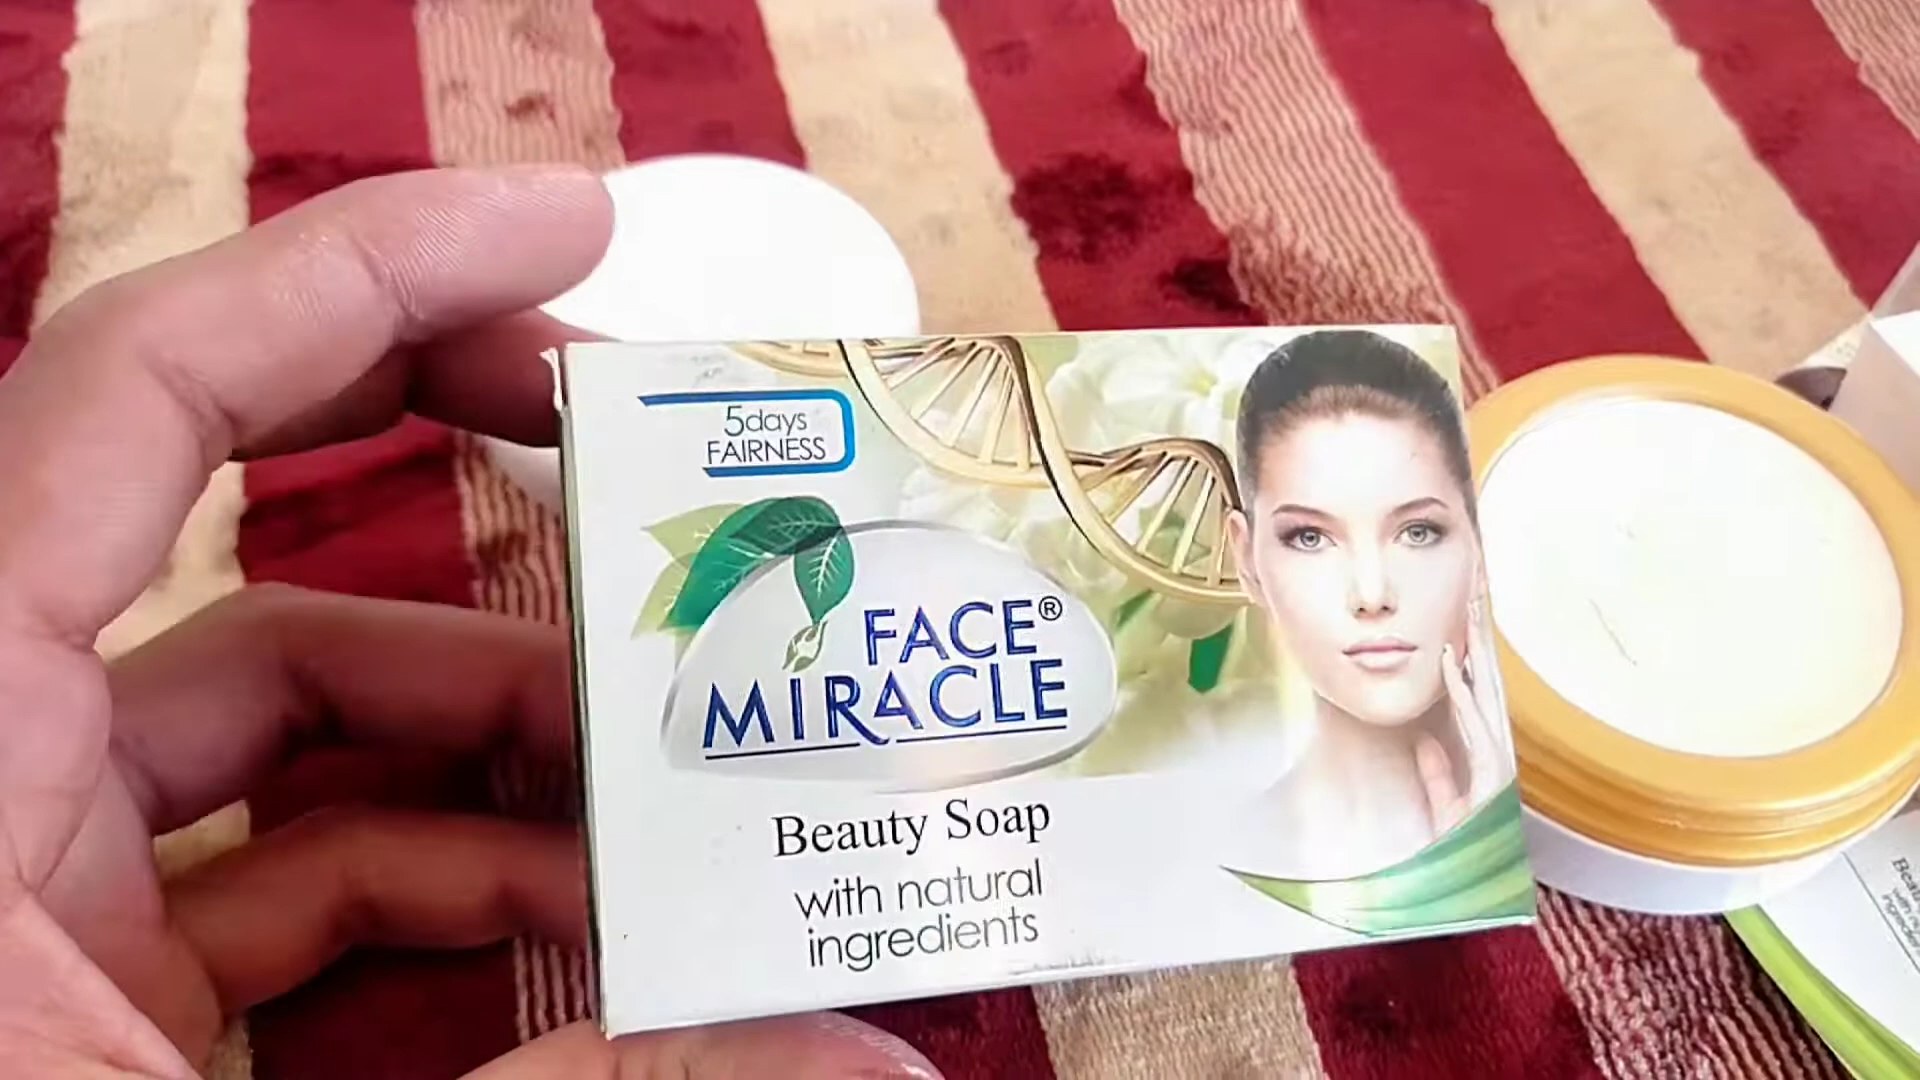 5days
FAIRNESS
FACE®
MIRACLE
Beauty Soap
with natural
ingredients